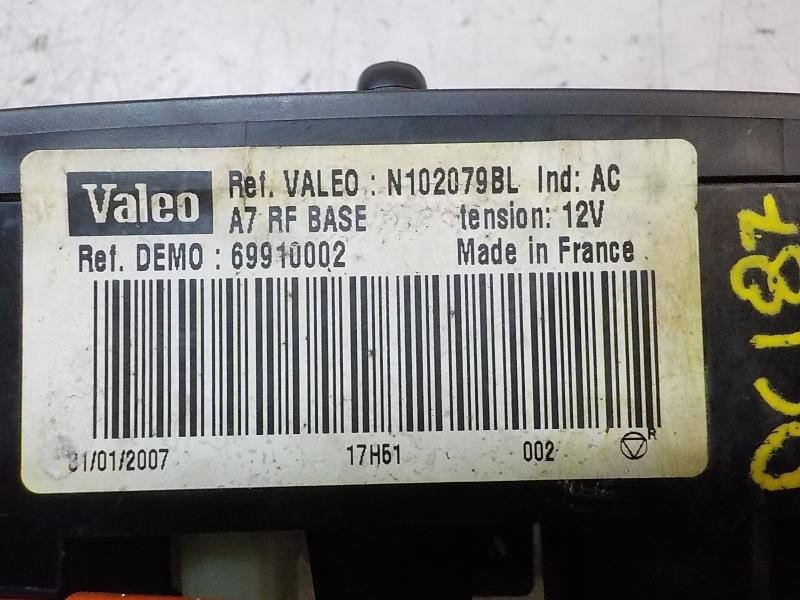 Valeo
Ref. VALEO : N102079BL Ind: AC
A7 RF BASE tension: 12V
Ref. DEMO : 69910002 Made in France
31/01/2007 17H51 002
R